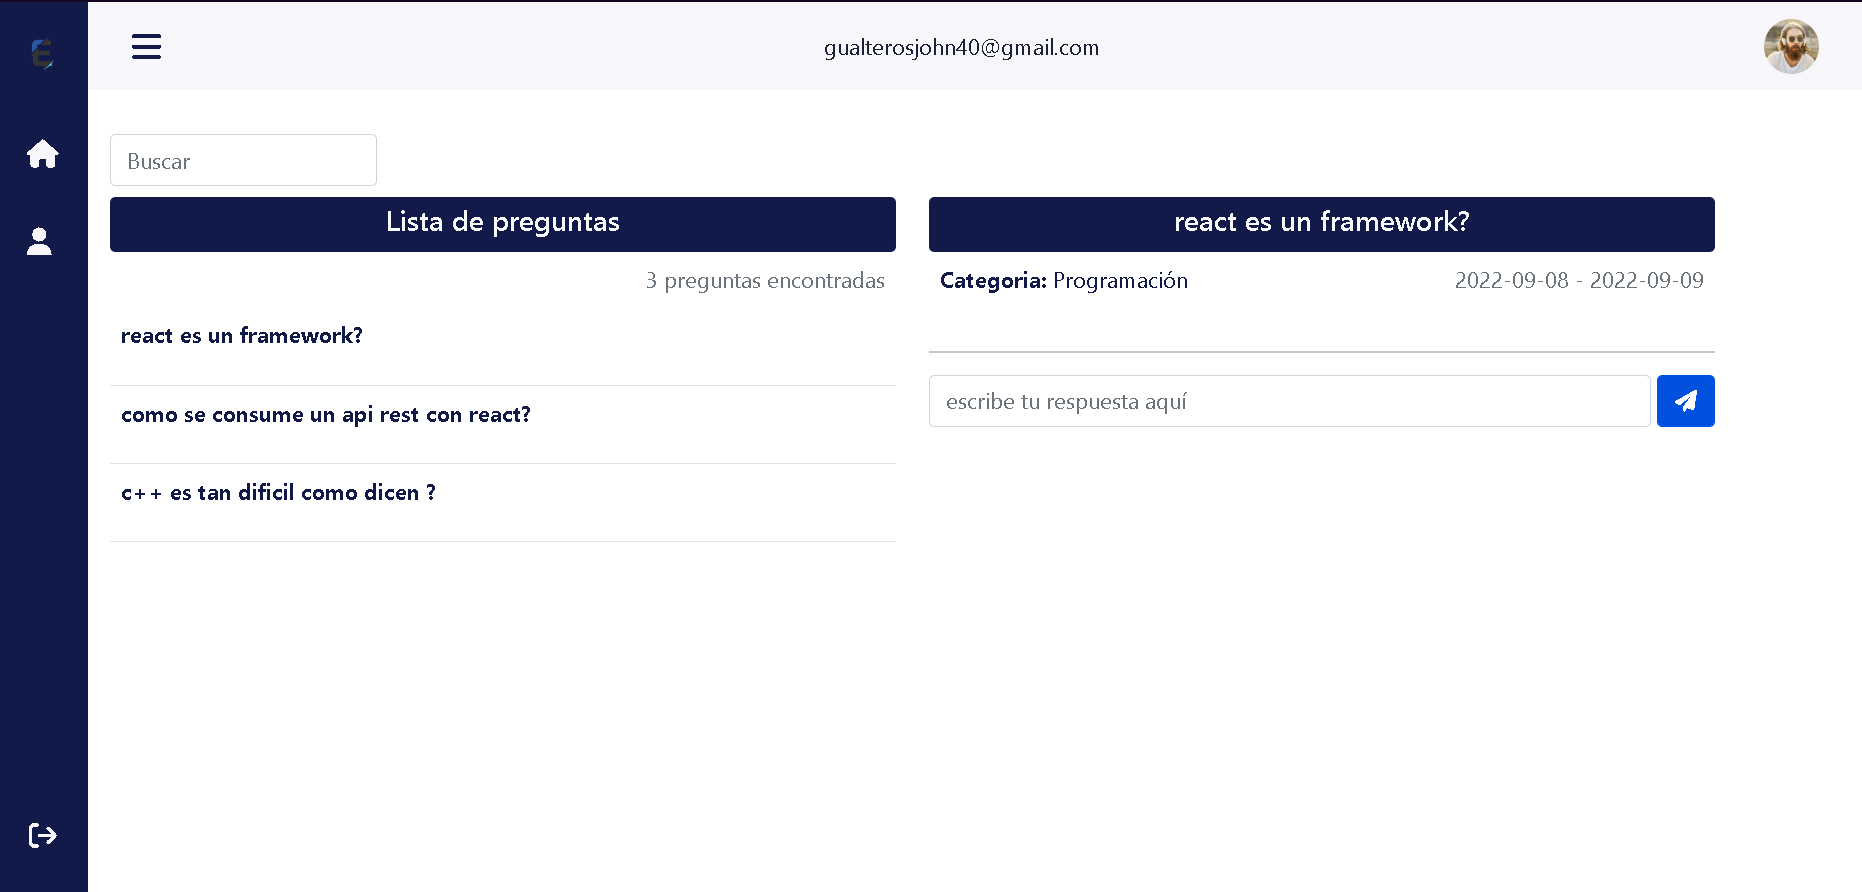 gualterosjohn40@gmail.com
Buscar
Lista de preguntas
3 preguntas encontradas
react es un framework?
como se consume un api rest con react?
c++ es tan dificil como dicen ?
react es un framework?
Categoria: Programación
2022-09-08 - 2022-09-09
escribe tu respuesta aquí